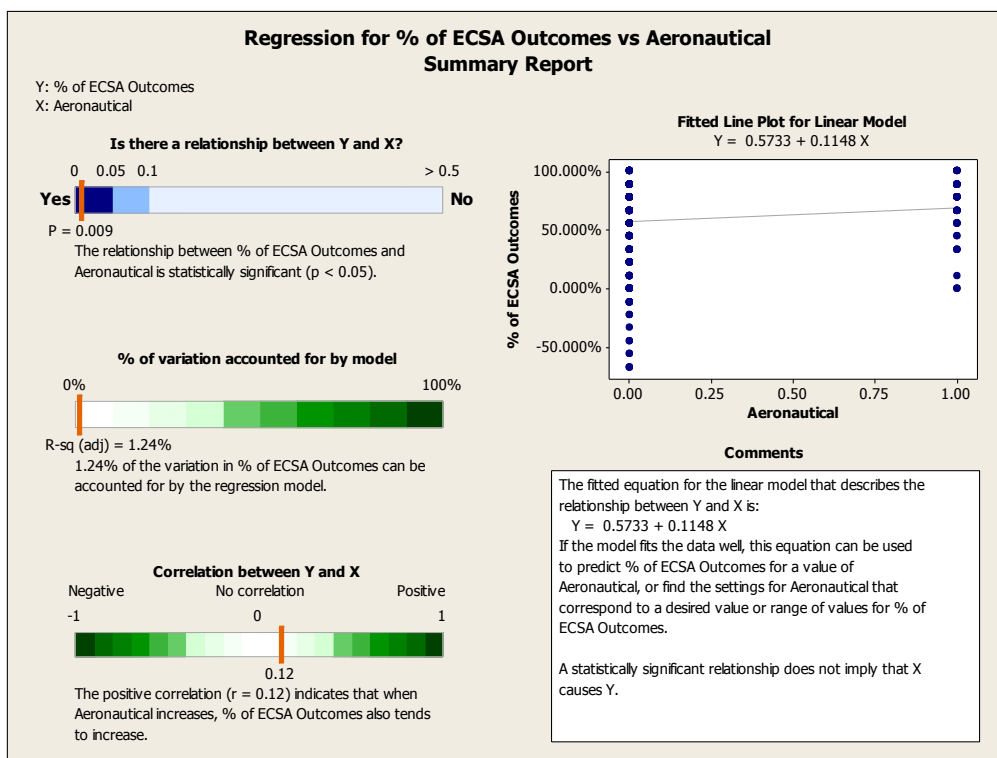 Regression for % of ECSA Outcomes vs Aeronautical
Summary Report
Y: % of ECSA Outcomes
X: Aeronautical
Is there a relationship between Y and X?
0 0.05 0.1 > 0.5
Yes No
P = 0.009
The relationship between % of ECSA Outcomes and
Aeronautical is statistically significant (p < 0.05).
% of variation accounted for by model
0% 100%
R-sq (adj) = 1.24%
1.24% of the variation in % of ECSA Outcomes can be
accounted for by the regression model.
Correlation between Y and X
Negative No correlation Positive
-1 0 1
0.12
The positive correlation (r = 0.12) indicates that when
Aeronautical increases, % of ECSA Outcomes also tends
to increase.
Fitted Line Plot for Linear Model
Y = 0.5733 + 0.1148 X
% of ECSA Outcomes
100.000%
50.000%
0.000%
-50.000%
0.00 0.25 0.50 0.75 1.00
Aeronautical
Comments
The fitted equation for the linear model that describes the
relationship between Y and X is:
Y = 0.5733 + 0.1148 X
If the model fits the data well, this equation can be used
to predict % of ECSA Outcomes for a value of
Aeronautical, or find the settings for Aeronautical that
correspond to a desired value or range of values for % of
ECSA Outcomes.
A statistically significant relationship does not imply that X
causes Y.